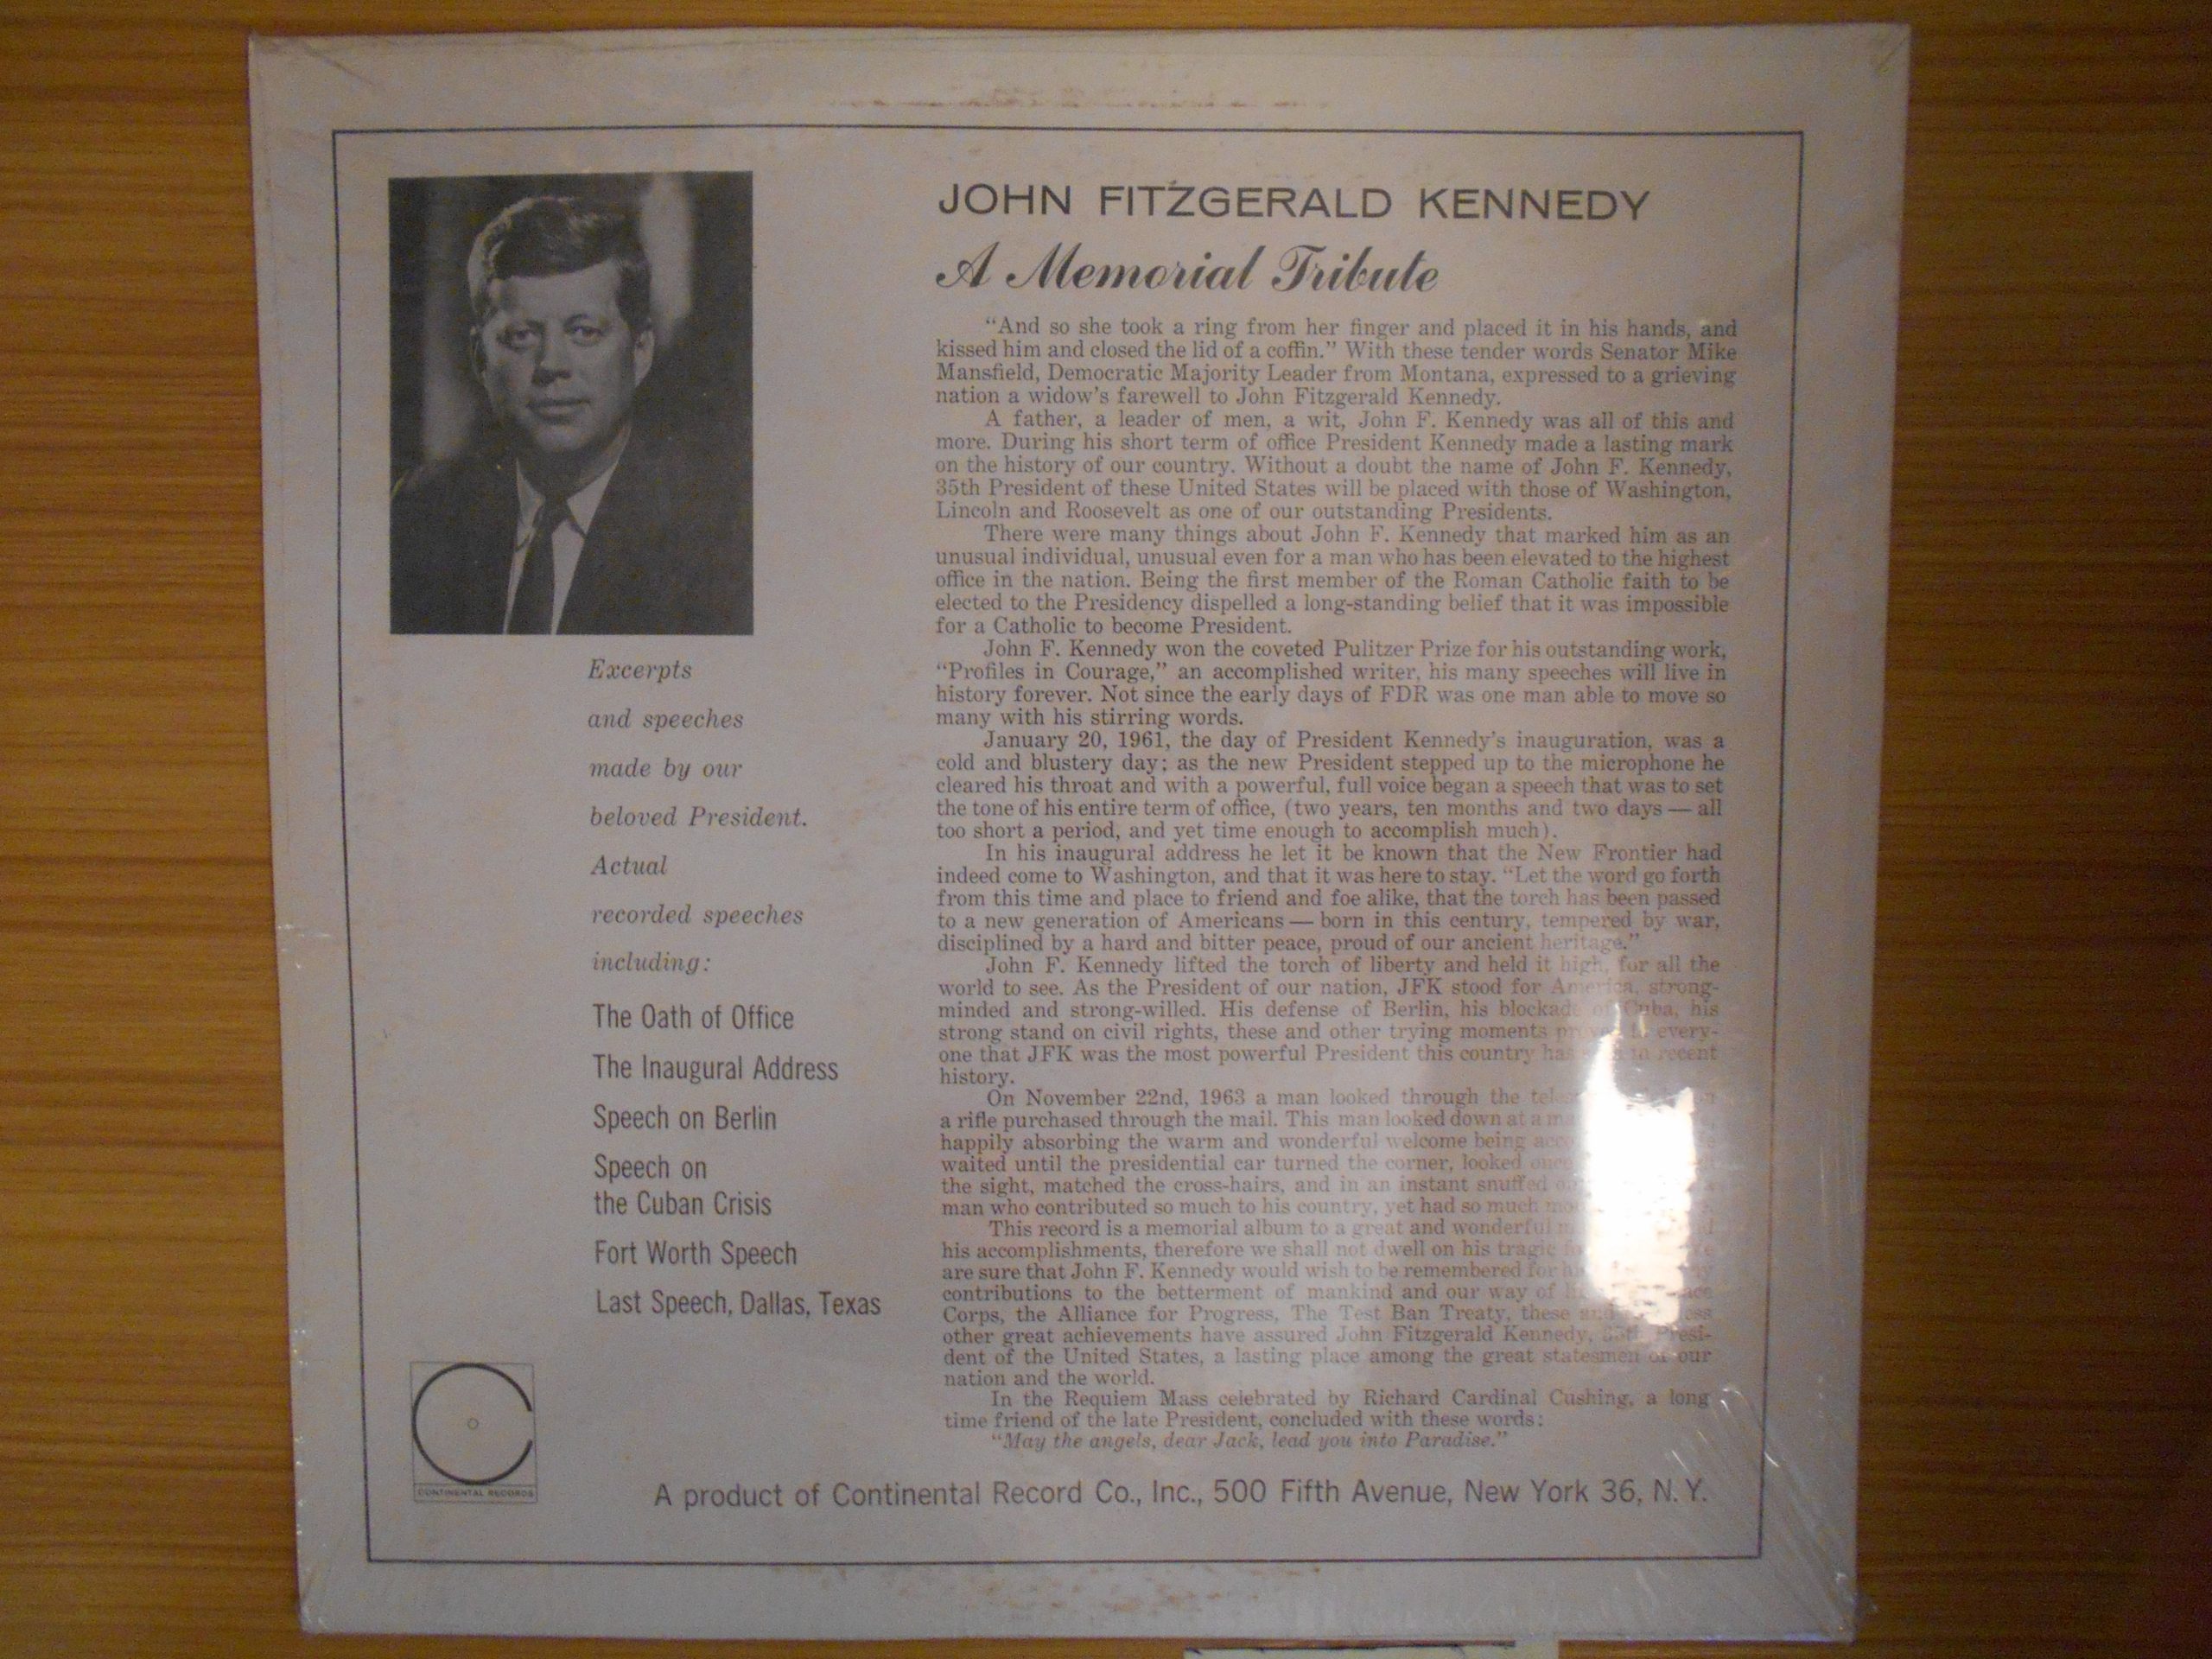 JOHN FITZGERALD KENNEDY
A Memorial Tribute
"And so she took a ring from her finger and placed it in his hands, and
kissed him and closed the lid of a coffin." With these tender words Senator Mike
Mansfield, Democratic Majority Leader from Montana, expressed to a grieving
nation a widow's farewell to John Fitzgerald Kennedy.
A father, a leader of men, a wit, John F. Kennedy was all of this and
more. During his short term of office President Kennedy made a lasting mark
on the history of our country. Without a doubt the name of John F. Kennedy,
35th President of these United States will be placed with those of Washington,
Lincoln and Roosevelt as one of our outstanding Presidents.
There were many things about John F. Kennedy that marked him as an
unusual individual, unusual even for a man who has been elevated to the highest
office in the nation. Being the first member of the Roman Catholic faith to be
elected to the Presidency dispelled a long-standing belief that it was impossible
for a Catholic to become President.
John F. Kennedy won the coveted Pulitzer Prize for his outstanding work,
"Profiles in Courage," an accomplished writer, his many speeches will live in
history forever. Not since the early days of FDR was one man able to move so
many with his stirring words.
January 20, 1961, the day of President Kennedy's inauguration, was a
cold and blustery day; as the new President stepped up to the microphone he
cleared his throat and with a powerful, full voice began a speech that was to set
the tone of his entire term of office, (two years, ten months and two days — all
too short a period, and yet time enough to accomplish much).
In his inaugural address he let it be known that the New Frontier had
indeed come to Washington, and that it was here to stay. "Let the word go forth
from this time and place to friend and foe alike, that the torch has been passed
to a new generation of Americans — born in this century, tempered by war,
disciplined by a hard and bitter peace, proud of our ancient heritage."
John F. Kennedy lifted the torch of liberty and held it high, for all the
world to see. As the President of our nation, JFK stood for America, strong-
minded and strong-willed. His defense of Berlin, his blockade of Cuba, his
strong stand on civil rights, these and other trying moments every-
one that JFK was the most powerful President this country has in recent
history.
On November 22nd, 1963 a man looked through the
a rifle purchased through the mail. This man looked down at a
happily absorbing the warm and wonderful welcome being
waited until the presidential car turned the corner, looked
the sight, matched the cross-hairs, and in an instant snuffed
man who contributed so much to his country, yet had so much
This record is a memorial album to a great and wonderful
his accomplishments, therefore we shall not dwell on his tragic
are sure that John F. Kennedy would wish to be remembered for
contributions to the betterment of mankind and our way of
Corps, the Alliance for Progress, The Test Ban Treaty, these
other great achievements have assured John Fitzgerald Kennedy, 35th Presi-
dent of the United States, a lasting place among the great statesmen of our
nation and the world.
In the Requiem Mass celebrated by Richard Cardinal Cushing, a long
time friend of the late President, concluded with these words:
"May the angels, dear Jack, lead you into Paradise."
Excerpts
and speeches
made by our
beloved President.
Actual
recorded speeches
including:
The Oath of Office
The Inaugural Address
Speech on Berlin
Speech on
the Cuban Crisis
Fort Worth Speech
Last Speech, Dallas, Texas
CONTINENTAL RECORDS
A product of Continental Record Co., Inc., 500 Fifth Avenue, New York 36, N. Y.